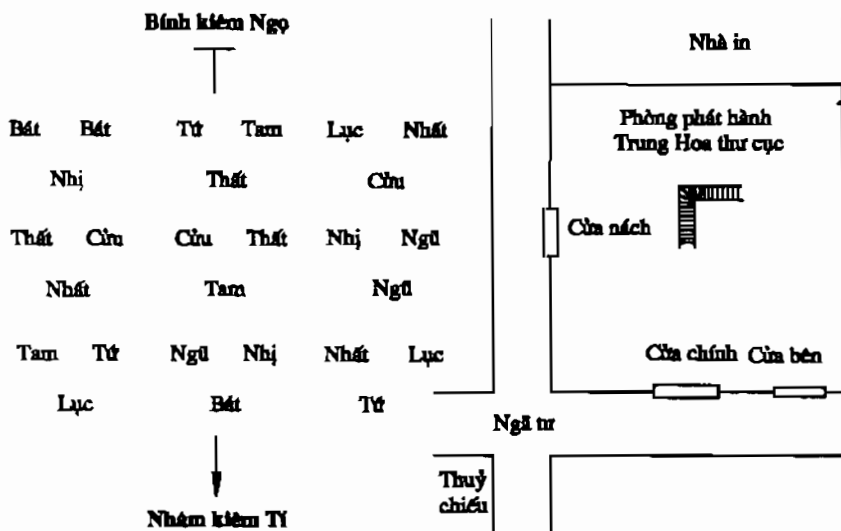 Bính kiêm Ngọ
Bát Bát Tứ Tam Lục Nhất
Nhị Thất Cửu
Thất Cửu Cửu Thất Nhị Ngũ
Nhất Tam Ngũ
Tam Tứ Ngũ Nhị Nhất Lục
Lục Bát Tứ
Nhâm kiêm Tí
Nhà in
Phòng phát hành
Trung Hoa thư cục
Cửa nách
Cửa chính Cửa bên
Ngã tư
Thuỷ
chiếu